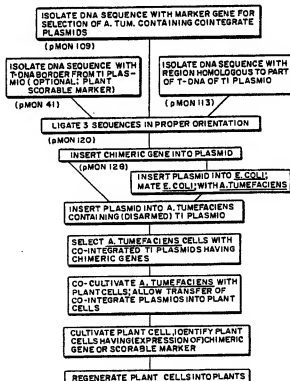 ISOLATE DNA SEQUENCE WITH MARKER GENE FOR
SELECTION OF A. TUM. CONTAINING COINTEGRATE
PLASMIDS
(pMON 109)
ISOLATE DNA SEQUENCE WITH
T-DNA BORDER FROM TI PLAS-
MID (OPTIONAL: PLANT
SCORABLE MARKER)
(pMON 41)
ISOLATE DNA SEQUENCE WITH
REGION HOMOLOGOUS TO PART
OF T-DNA OF TI PLASMID
(pMON 113)
LIGATE 3 SEQUENCES IN PROPER ORIENTATION
(pMON 120)
INSERT CHIMERIC GENE INTO PLASMID
(pMON 128)
INSERT PLASMID INTO E. COLI;
MATE E. COLI; WITH A. TUMEFACIENS
INSERT PLASMID INTO A. TUMEFACIENS
CONTAINING (DISARMED) TI PLASMID
SELECT A. TUMEFACIENS CELLS WITH
CO-INTEGRATED TI PLASMIDS HAVING
CHIMERIC GENES
CO-CULTIVATE A. TUMEFACIENS WITH
PLANT CELLS; ALLOW TRANSFER OF
CO-INTEGRATE PLASMIDS INTO PLANT
CELLS
CULTIVATE PLANT CELL, IDENTIFY PLANT
CELLS HAVING (EXPRESSION OF) CHIMERIC
GENE OR SCORABLE MARKER
REGENERATE PLANT CELLS INTO PLANTS